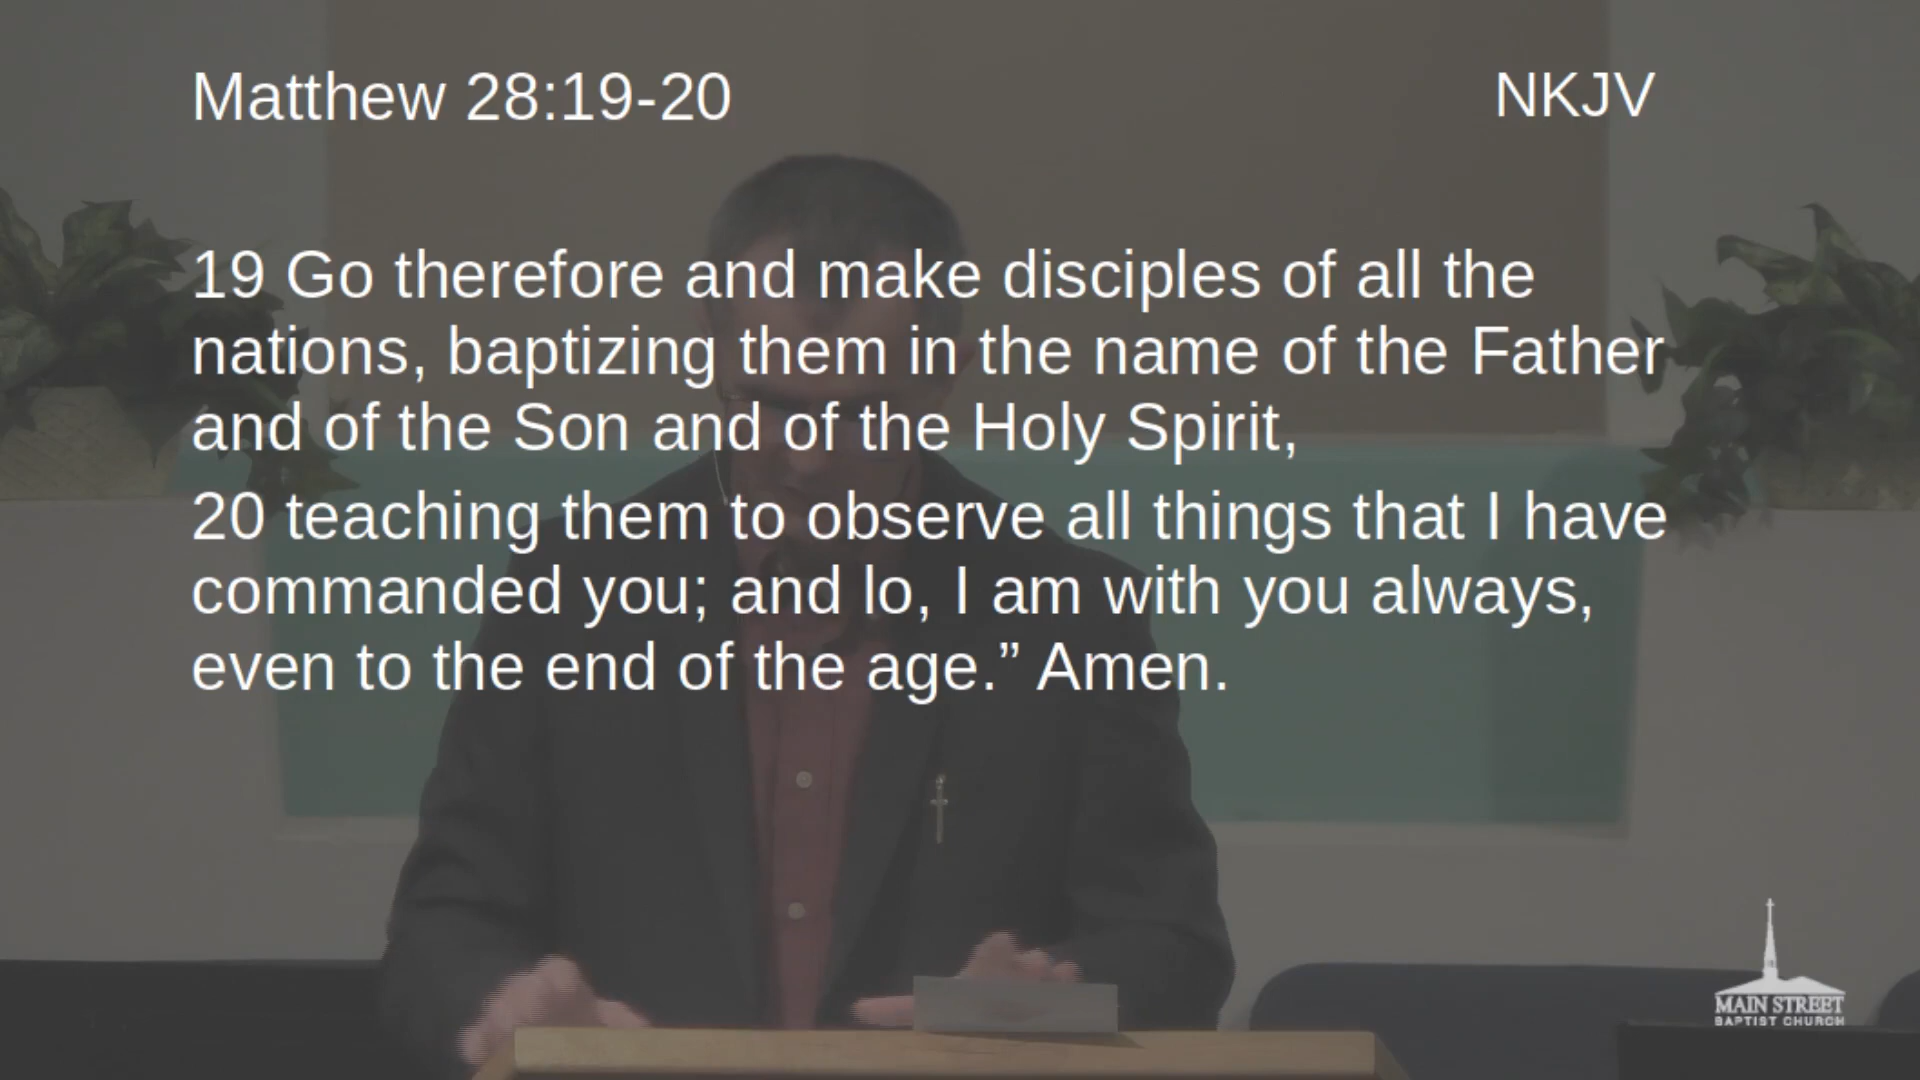 Matthew 28:19-20
NKJV
19 Go therefore and make disciples of all the
nations, baptizing them in the name of the Father
and of the Son and of the Holy Spirit,
20 teaching them to observe all things that I have
commanded you; and lo, I am with you always,
even to the end of the age.” Amen.
MAIN STREET
BAPTIST CHURCH